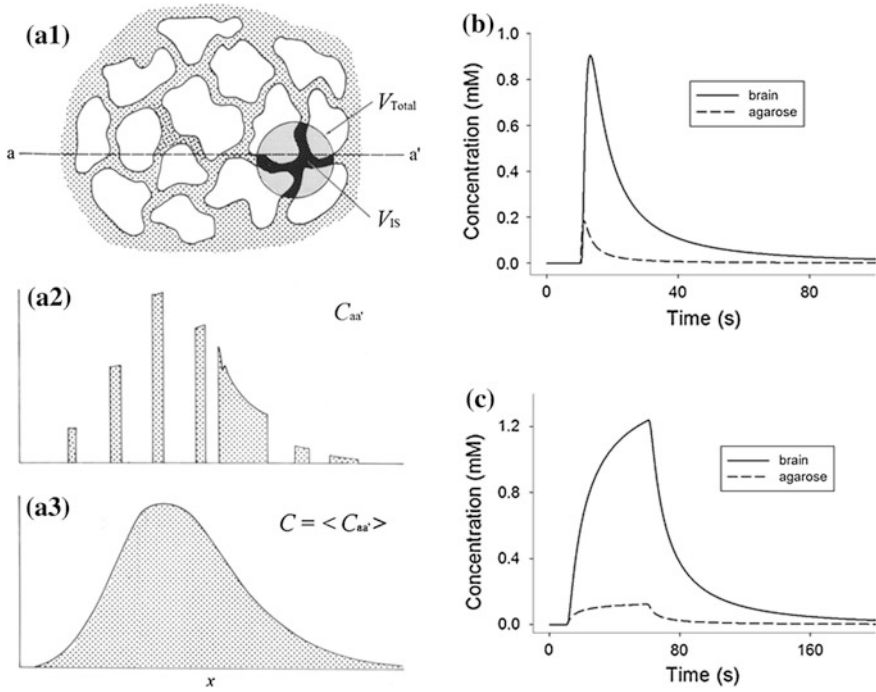 (a1)
V_Total
a
a'
V_IS
(a2)
C_aa'
(a3)
C = < C_aa' >
x
(b)
Concentration (mM)
1.0
0.8
0.6
0.4
0.2
0.0
brain
agarose
0
40
80
Time (s)
(c)
Concentration (mM)
1.2
0.8
0.4
0.0
brain
agarose
0
80
160
Time (s)